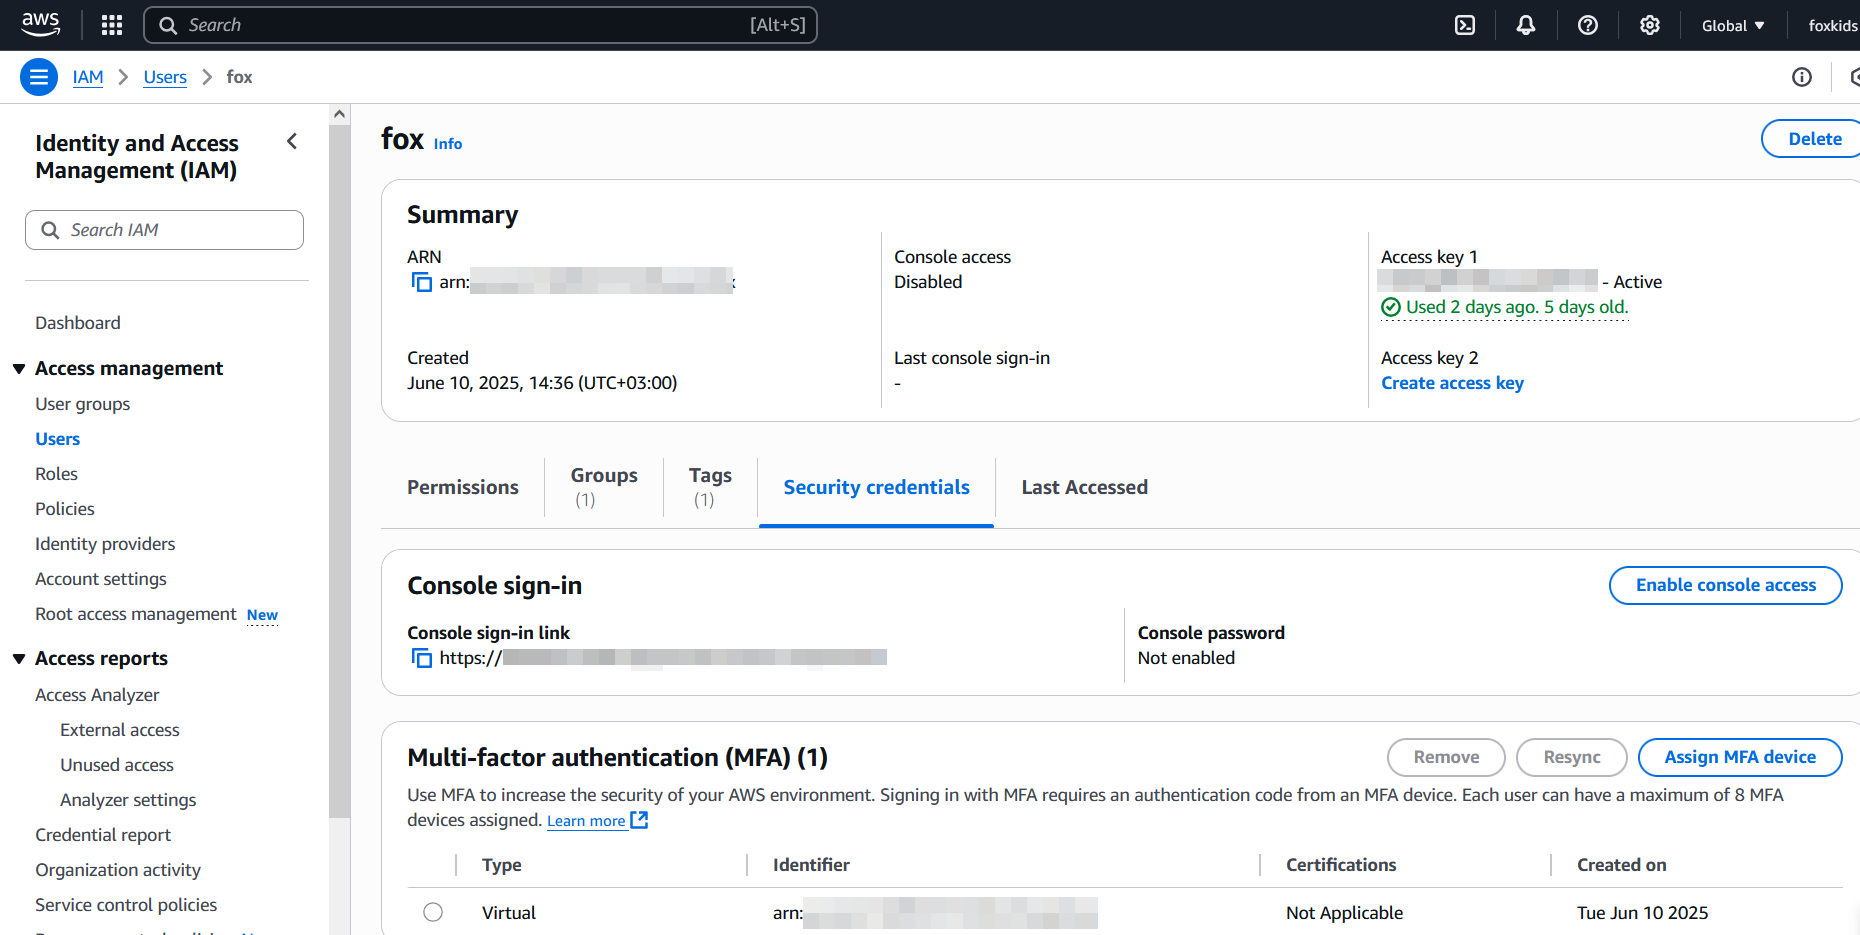 aws
Search [Alt+S] Global foxkids
IAM Users fox
Identity and Access
Management (IAM)
Search IAM
Dashboard
Access management
User groups
Users
Roles
Policies
Identity providers
Account settings
Root access management New
Access reports
Access Analyzer
External access
Unused access
Analyzer settings
Credential report
Organization activity
Service control policies
fox Info
Delete
Summary
ARN
arn:
Created
June 10, 2025, 14:36 (UTC+03:00)
Console access
Disabled
Last console sign-in
-
Access key 1
- Active
Used 2 days ago. 5 days old.
Access key 2
Create access key
Permissions
Groups
(1)
Tags
(1)
Security credentials
Last Accessed
Console sign-in
Enable console access
Console sign-in link
https://
Console password
Not enabled
Multi-factor authentication (MFA) (1)
Remove Resync Assign MFA device
Use MFA to increase the security of your AWS environment. Signing in with MFA requires an authentication code from an MFA device. Each user can have a maximum of 8 MFA
devices assigned. Learn more
Type Identifier Certifications Created on
Virtual arn: Not Applicable Tue Jun 10 2025